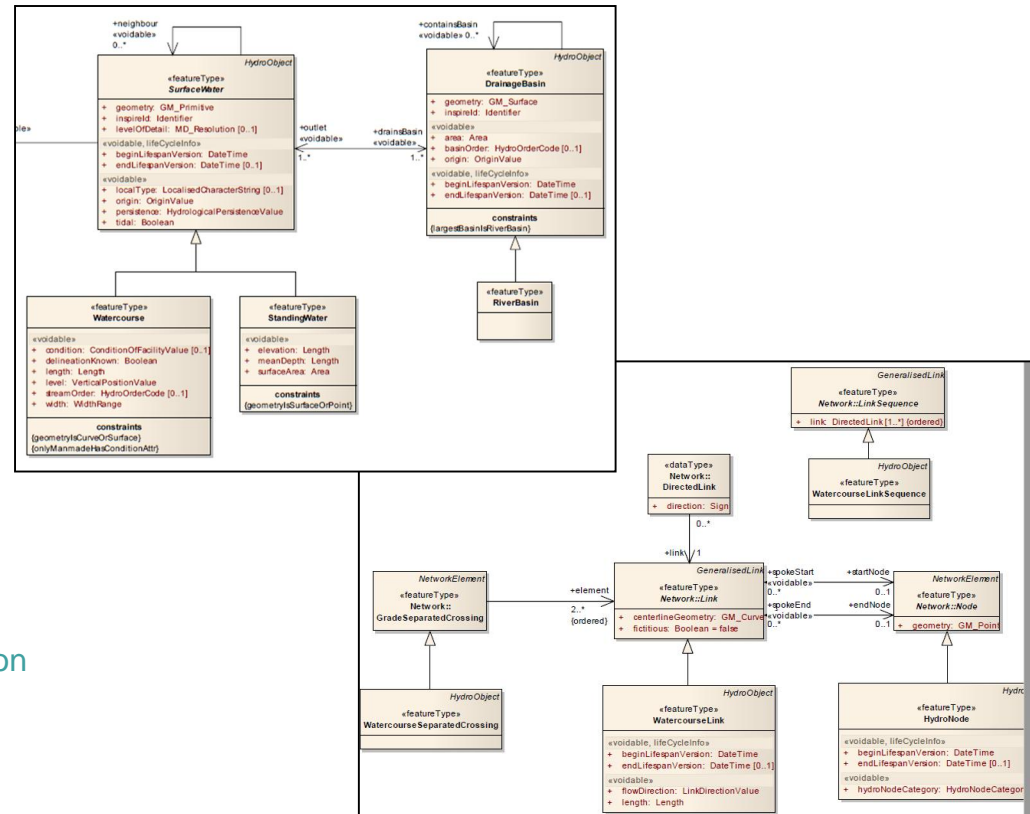 +neighbour
«voidable»
0..*
HydroObject
«featureType»
SurfaceWater
+ geometry: GM_Primitive
+ inspireId: Identifier
+ levelOfDetail: MD_Resolution [0..1]
«voidable, lifeCycleInfo»
+ beginLifespanVersion: DateTime
+ endLifespanVersion: DateTime [0..1]
«voidable»
+ localType: LocalisedCharacterString [0..1]
+ origin: OriginValue
+ persistence: HydrologicalPersistenceValue
+ tidal: Boolean
ble»
+outlet
«voidable»
1..*
+drainsBasin
«voidable»
1..*
+containsBasin
«voidable» 0..*
HydroObject
«featureType»
DrainageBasin
+ geometry: GM_Surface
+ inspireId: Identifier
«voidable»
+ area: Area
+ basinOrder: HydroOrderCode [0..1]
+ origin: OriginValue
«voidable, lifeCycleInfo»
+ beginLifespanVersion: DateTime
+ endLifespanVersion: DateTime [0..1]
constraints
{largestBasinIsRiverBasin}
«featureType»
Watercourse
«voidable»
+ condition: ConditionOfFacilityValue [0..1]
+ delineationKnown: Boolean
+ length: Length
+ level: VerticalPositionValue
+ streamOrder: HydroOrderCode [0..1]
+ width: WidthRange
constraints
{geometryIsCurveOrSurface}
{onlyManmadeHasConditionAttr}
«featureType»
StandingWater
«voidable»
+ elevation: Length
+ meanDepth: Length
+ surfaceArea: Area
constraints
{geometryIsSurfaceOrPoint}
«featureType»
RiverBasin
GeneralisedLink
«featureType»
Network::LinkSequence
+ link: DirectedLink [1..*] {ordered}
HydroObject
«featureType»
WatercourseLinkSequence
«dataType»
Network::
DirectedLink
+ direction: Sign
0..*
+link 1
NetworkElement
«featureType»
Network::
GradeSeparatedCrossing
+element
2..*
{ordered}
GeneralisedLink
«featureType»
Network::Link
+ centerlineGeometry: GM_Curve
+ fictitious: Boolean = false
+spokeStart
«voidable»
0..*
+startNode
0..1
+spokeEnd
«voidable»
0..*
+endNode
0..1
NetworkElement
«featureType»
Network::Node
+ geometry: GM_Point
on
HydroObject
«featureType»
WatercourseSeparatedCrossing
HydroObject
«featureType»
WatercourseLink
«voidable, lifeCycleInfo»
+ beginLifespanVersion: DateTime
+ endLifespanVersion: DateTime [0..1]
«voidable»
+ flowDirection: LinkDirectionValue
+ length: Length
Hydro
«featureType»
HydroNode
«voidable, lifeCycleInfo»
+ beginLifespanVersion: DateTime
+ endLifespanVersion: DateTime [0..1]
«voidable»
+ hydroNodeCategory: HydroNodeCategor